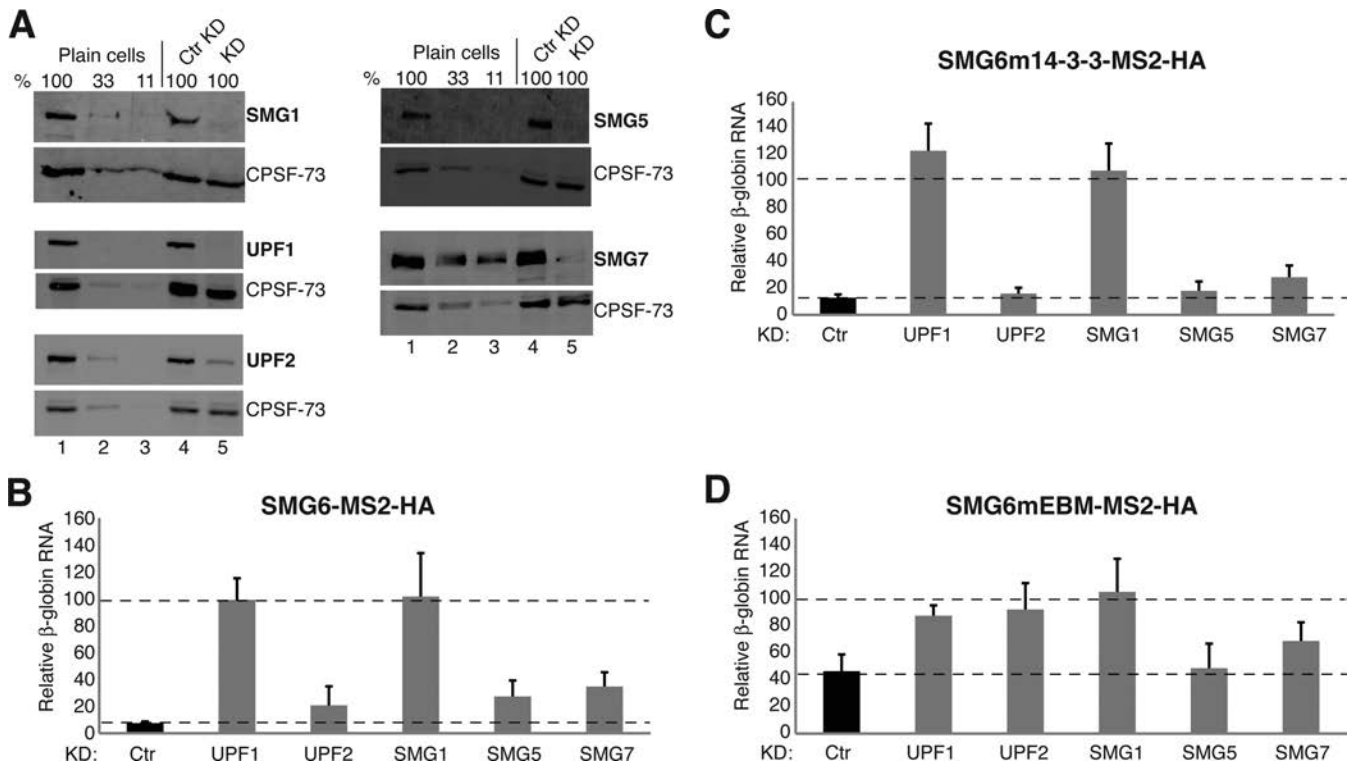 A
Plain cells
Ctr KD
KD
% 100 33 11 100 100
SMG1
CPSF-73
UPF1
CPSF-73
UPF2
CPSF-73
1 2 3 4 5
Plain cells
Ctr KD
KD
100 33 11 100 100
SMG5
CPSF-73
SMG7
CPSF-73
1 2 3 4 5
B
SMG6-MS2-HA
Relative β-globin RNA
160
140
120
100
80
60
40
20
0
KD: Ctr UPF1 UPF2 SMG1 SMG5 SMG7
C
SMG6m14-3-3-MS2-HA
Relative β-globin RNA
160
140
120
100
80
60
40
20
0
KD: Ctr UPF1 UPF2 SMG1 SMG5 SMG7
D
SMG6mEBM-MS2-HA
Relative β-globin RNA
160
140
120
100
80
60
40
20
0
KD: Ctr UPF1 UPF2 SMG1 SMG5 SMG7